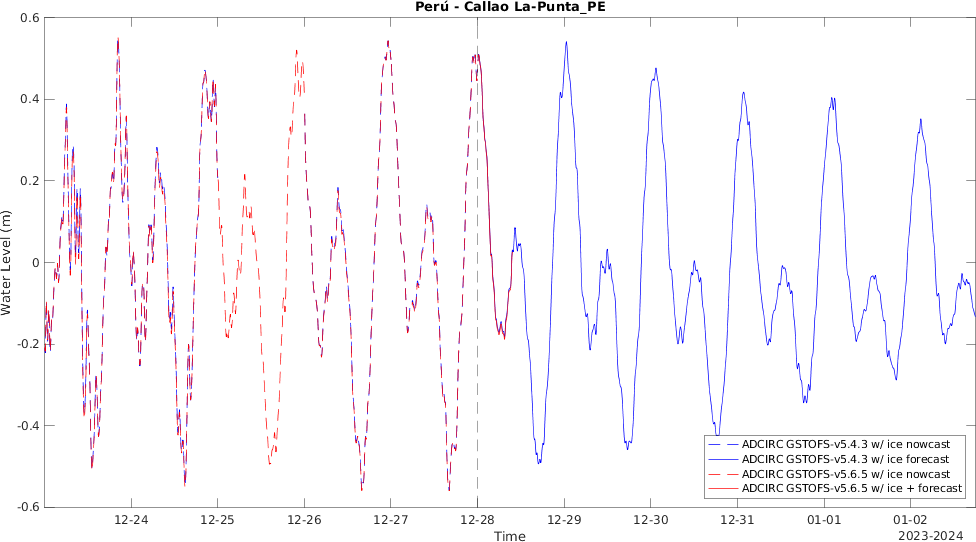 Perú - Callao La-Punta_PE
Water Level (m)
0.6
0.4
0.2
0
-0.2
-0.4
-0.6
12-24
12-25
12-26
12-27
12-28
12-29
12-30
12-31
01-01
01-02
Time
2023-2024
ADCIRC GSTOFS-v5.4.3 w/ ice nowcast
ADCIRC GSTOFS-v5.4.3 w/ ice forecast
ADCIRC GSTOFS-v5.6.5 w/ ice nowcast
ADCIRC GSTOFS-v5.6.5 w/ ice + forecast